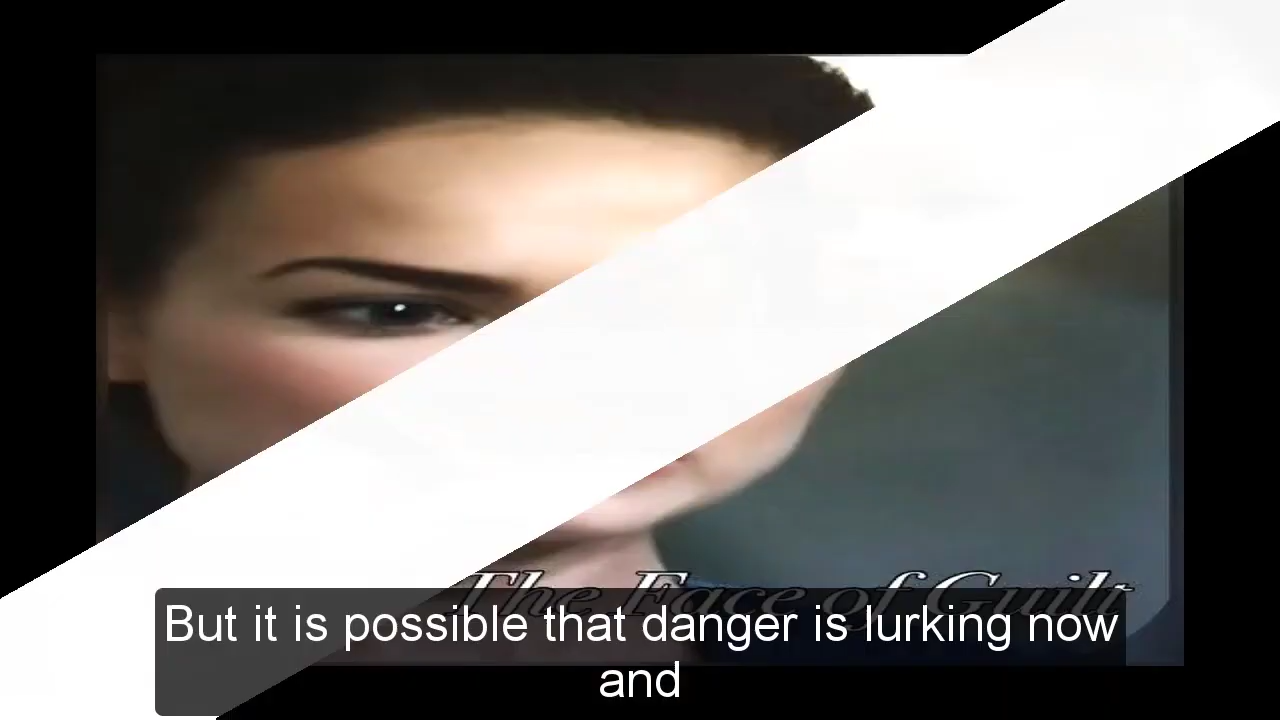 The Face of Guilt
But it is possible that danger is lurking now
and